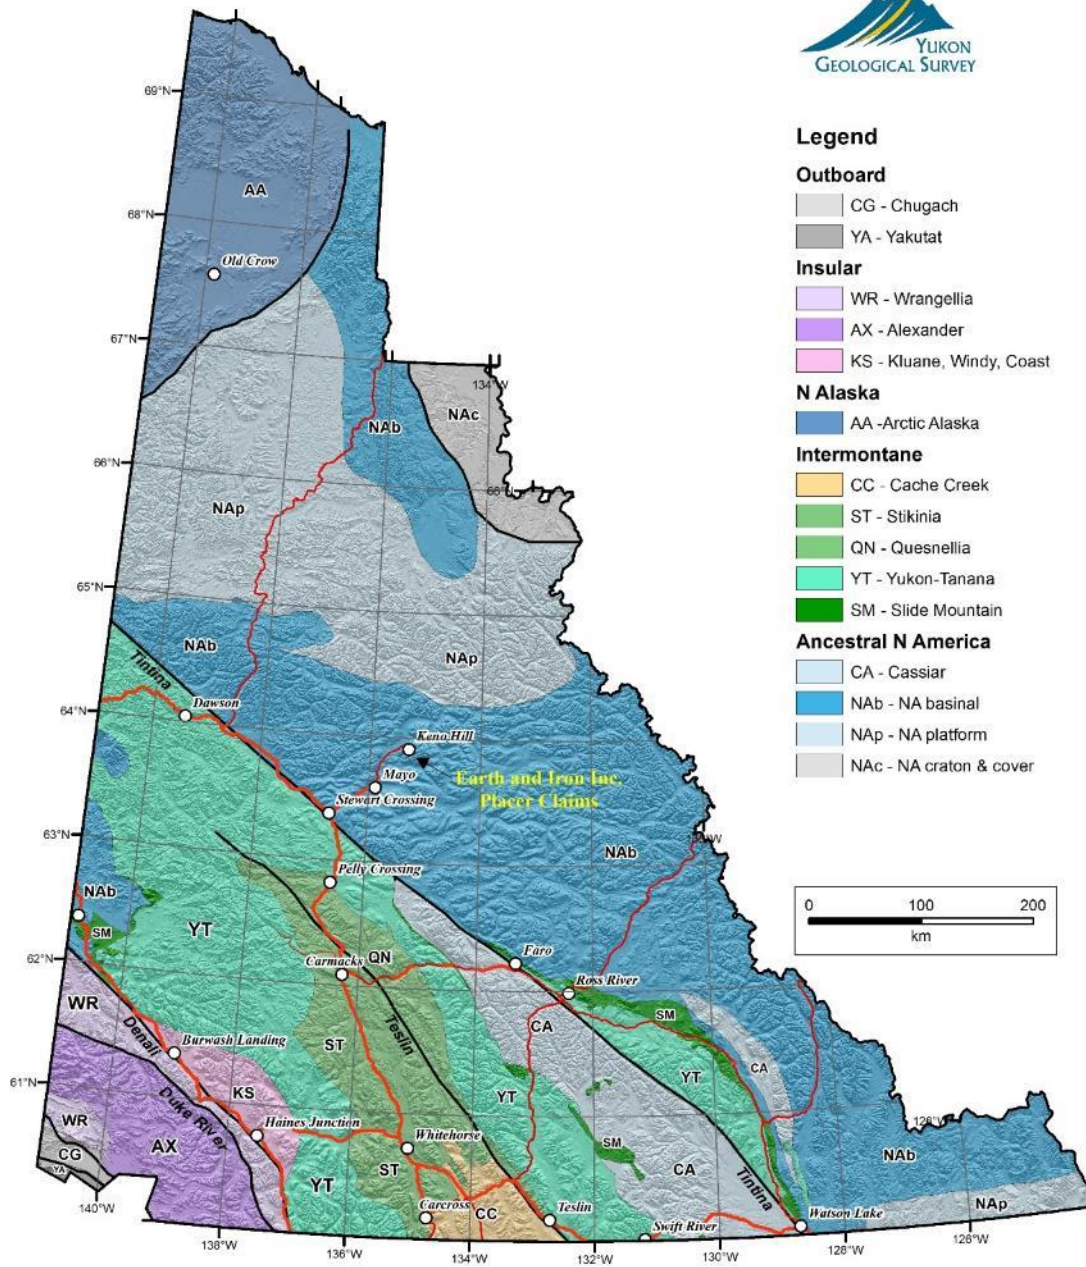 YUKON
GEOLOGICAL SURVEY
69°N
68°N
67°N
66°N
65°N
64°N
63°N
62°N
61°N
140°W
138°W
136°W
134°W
132°W
130°W
128°W
126°W
134°W
126°W
AA
Old Crow
NAc
NAb
NAp
NAb
NAp
Tintina
Dawson
Keno Hill
Mayo
Earth and Iron Inc.
Placer Claims
Stewart Crossing
Pelly Crossing
NAb
NAb
SM
YT
Carmacks
QN
Faro
Ross River
WR
Denali
Burwash Landing
ST
Teslin
CA
SM
CA
YT
YT
KS
Duke River
WR
Haines Junction
Whitehorse
SM
CG
YA
AX
YT
ST
CA
Tintina
NAb
Carcross
CC
Teslin
Swift River
Watson Lake
NAp
Legend
Outboard
CG - Chugach
YA - Yakutat
Insular
WR - Wrangellia
AX - Alexander
KS - Kluane, Windy, Coast
N Alaska
AA -Arctic Alaska
Intermontane
CC - Cache Creek
ST - Stikinia
QN - Quesnellia
YT - Yukon-Tanana
SM - Slide Mountain
Ancestral N America
CA - Cassiar
NAb - NA basinal
NAp - NA platform
NAc - NA craton & cover
0 100 200
km